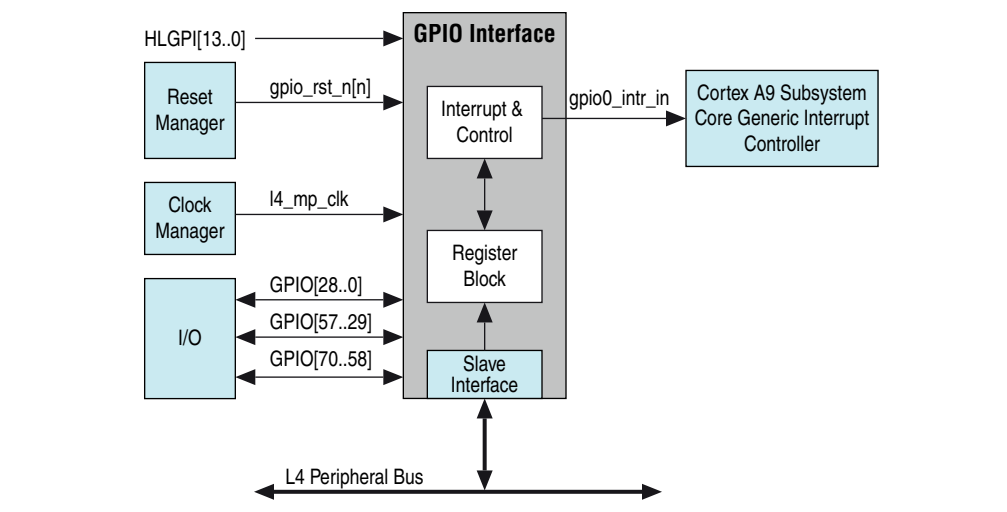 GPIO Interface
HLGPI[13..0]
Reset
Manager
gpio_rst_n[n]
Interrupt &
Control
gpio0_intr_in
Cortex A9 Subsystem
Core Generic Interrupt
Controller
Clock
Manager
l4_mp_clk
Register
Block
I/O
GPIO[28..0]
GPIO[57..29]
GPIO[70..58]
Slave
Interface
L4 Peripheral Bus